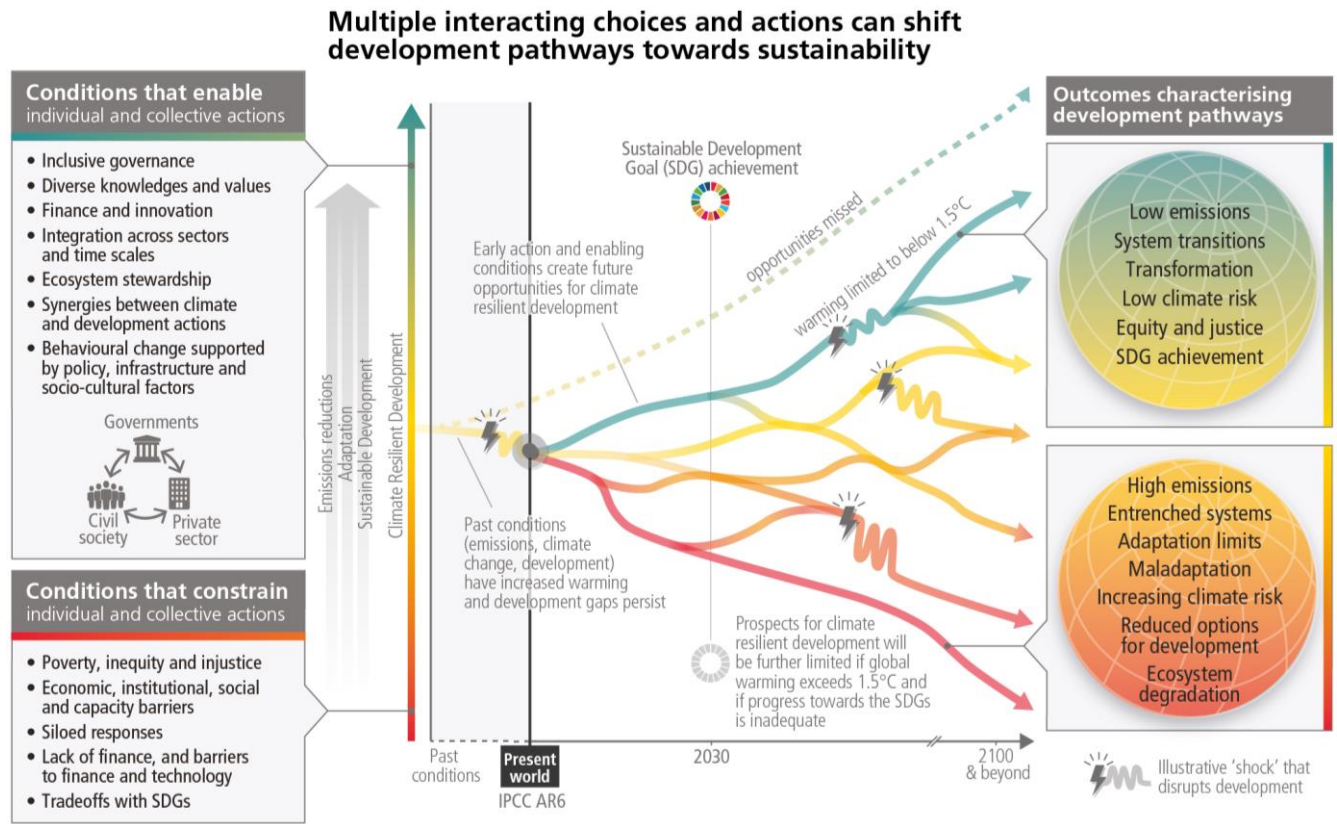 Multiple interacting choices and actions can shift
development pathways towards sustainability
Conditions that enable
individual and collective actions
• Inclusive governance
• Diverse knowledges and values
• Finance and innovation
• Integration across sectors
and time scales
• Ecosystem stewardship
• Synergies between climate
and development actions
• Behavioural change supported
by policy, infrastructure and
socio-cultural factors
Governments
Civil
society
Private
sector
Conditions that constrain
individual and collective actions
• Poverty, inequity and injustice
• Economic, institutional, social
and capacity barriers
• Siloed responses
• Lack of finance, and barriers
to finance and technology
• Tradeoffs with SDGs
Emissions reductions
Adaptation
Sustainable Development
Climate Resilient Development
Sustainable Development
Goal (SDG) achievement
Early action and enabling
conditions create future
opportunities for climate
resilient development
opportunities missed
warming limited to below 1.5°C
Past conditions
(emissions, climate
change, development)
have increased warming
and development gaps persist
Prospects for climate
resilient development will
be further limited if global
warming exceeds 1.5°C and
if progress towards the SDGs
is inadequate
Past
conditions
Present
world
IPCC AR6
2030
2100
& beyond
Outcomes characterising
development pathways
Low emissions
System transitions
Transformation
Low climate risk
Equity and justice
SDG achievement
High emissions
Entrenched systems
Adaptation limits
Maladaptation
Increasing climate risk
Reduced options
for development
Ecosystem
degradation
Illustrative ‘shock’ that
disrupts development